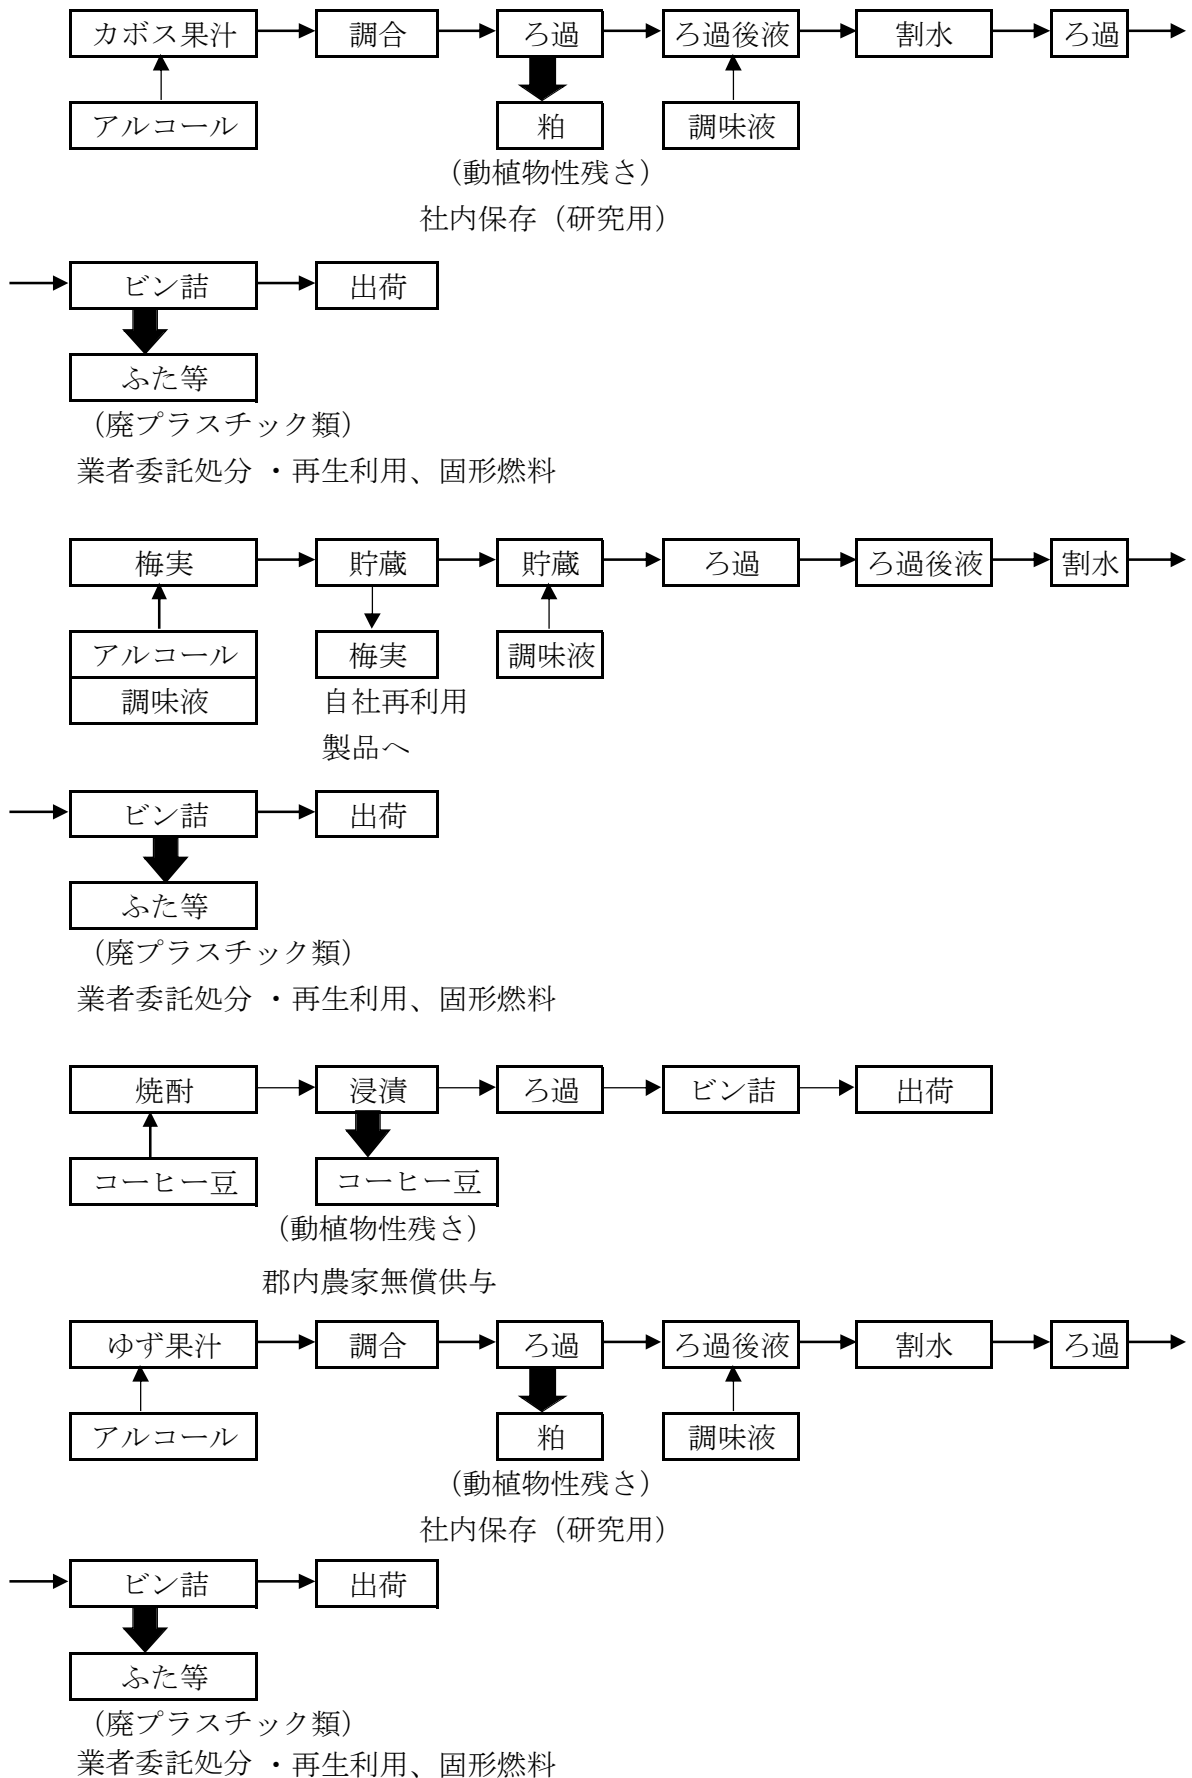 カボス果汁 調合 ろ過 ろ過後液 割水 ろ過
アルコール 粕 調味液
（動植物性残さ）
社内保存（研究用）
ビン詰 出荷
ふた等
（廃プラスチック類）
業者委託処分 ・再生利用、固形燃料
梅実 貯蔵 貯蔵 ろ過 ろ過後液 割水
アルコール 梅実 調味液
調味液 自社再利用
製品へ
ビン詰 出荷
ふた等
（廃プラスチック類）
業者委託処分 ・再生利用、固形燃料
焼酎 浸漬 ろ過 ビン詰 出荷
コーヒー豆 コーヒー豆
（動植物性残さ）
郡内農家無償供与
ゆず果汁 調合 ろ過 ろ過後液 割水 ろ過
アルコール 粕 調味液
（動植物性残さ）
社内保存（研究用）
ビン詰 出荷
ふた等
（廃プラスチック類）
業者委託処分 ・再生利用、固形燃料